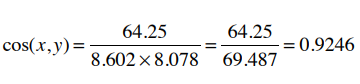 cos(x,y) = 64.25 / (8.602 × 8.078) = 64.25 / 69.487 = 0.9246